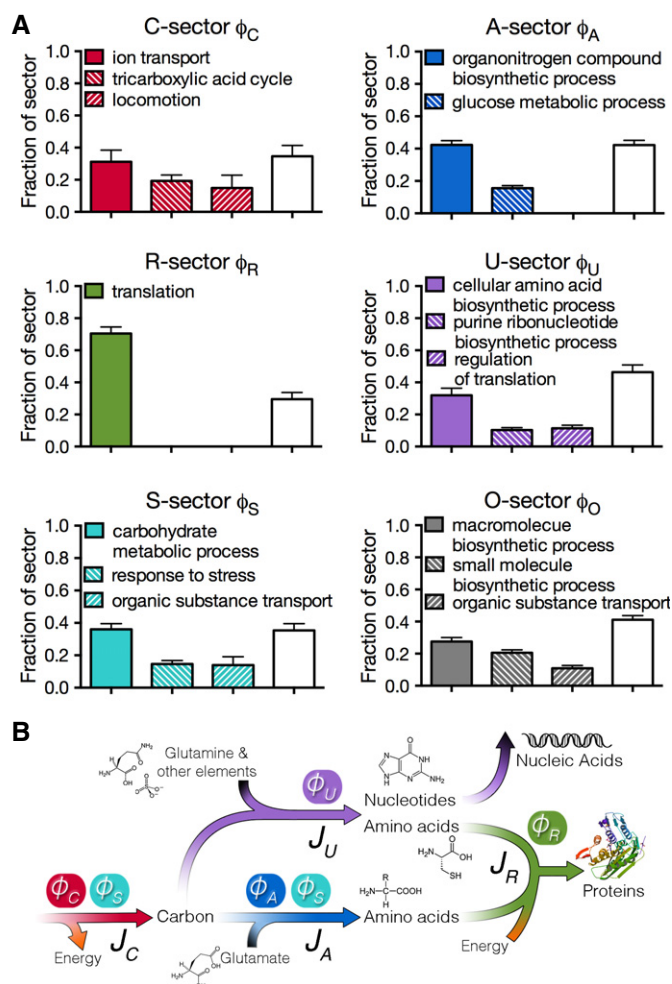 A
C-sector ϕC
A-sector ϕA
Fraction of sector
1.0
0.8
0.6
0.4
0.2
0.0
ion transport
tricarboxylic acid cycle
locomotion
Fraction of sector
1.0
0.8
0.6
0.4
0.2
0.0
organonitrogen compound
biosynthetic process
glucose metabolic process
R-sector ϕR
U-sector ϕU
Fraction of sector
1.0
0.8
0.6
0.4
0.2
0.0
translation
Fraction of sector
1.0
0.8
0.6
0.4
0.2
0.0
cellular amino acid
biosynthetic process
purine ribonucleotide
biosynthetic process
regulation
of translation
S-sector ϕS
O-sector ϕO
Fraction of sector
1.0
0.8
0.6
0.4
0.2
0.0
carbohydrate
metabolic process
response to stress
organic substance transport
Fraction of sector
1.0
0.8
0.6
0.4
0.2
0.0
macromolecue
biosynthetic process
small molecule
biosynthetic process
organic substance transport
B
Glutamine &
other elements
Nucleic Acids
ϕU
Nucleotides
JU
Amino acids
ϕR
JR
Proteins
ϕC ϕS
Carbon
ϕA ϕS
Amino acids
Energy
JC
Glutamate
JA
Energy